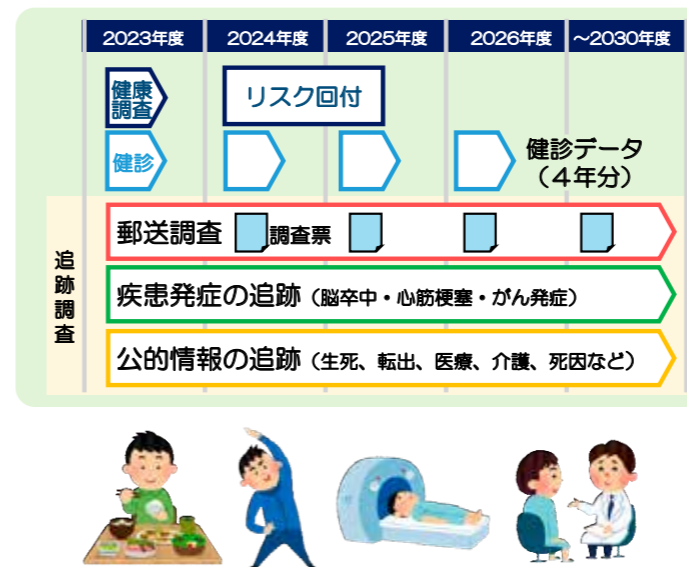 2023年度 2024年度 2025年度 2026年度 ～2030年度
健康
調査
リスク回付
健診
健診データ
（４年分）
追跡調査
郵送調査 調査票
疾患発症の追跡（脳卒中・心筋梗塞・がん発症）
公的情報の追跡（生死、転出、医療、介護、死因など）